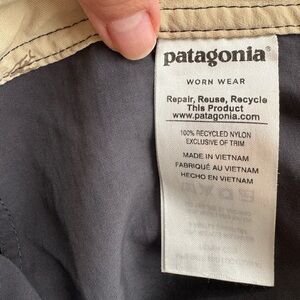 patagonia®
WORN WEAR
Repair, Reuse, Recycle
This Product
www.patagonia.com
100% RECYCLED NYLON
EXCLUSIVE OF TRIM
MADE IN VIETNAM
FABRIQUÉ AU VIETNAM
HECHO EN VIETNAM